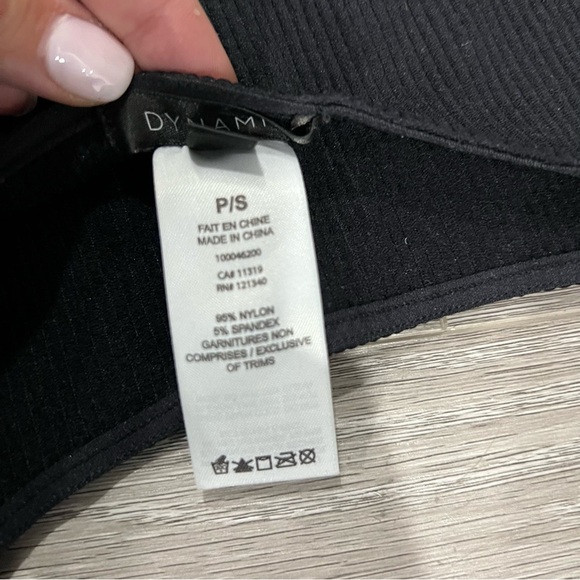 DYNAMI
P/S
FAIT EN CHINE
MADE IN CHINA
100046200
CA# 11319
RN# 121340
95% NYLON
5% SPANDEX
GARNITURES NON
COMPRISES / EXCLUSIVE
OF TRIMS